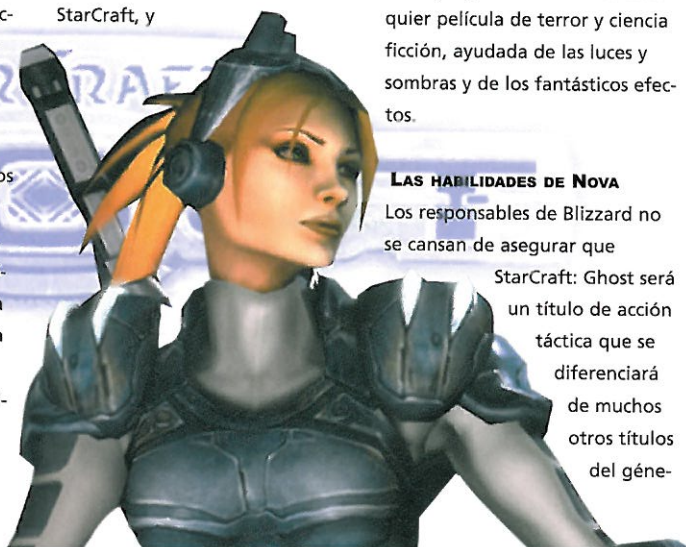 c-
StarCraft, y
os
-
a
n
-
quier película de terror y ciencia
ficción, ayudada de las luces y
sombras y de los fantásticos efec-
tos.
LAS HABILIDADES DE NOVA
Los responsables de Blizzard no
se cansan de asegurar que
StarCraft: Ghost será
un título de acción
táctica que se
diferenciará
de muchos
otros títulos
del géne-